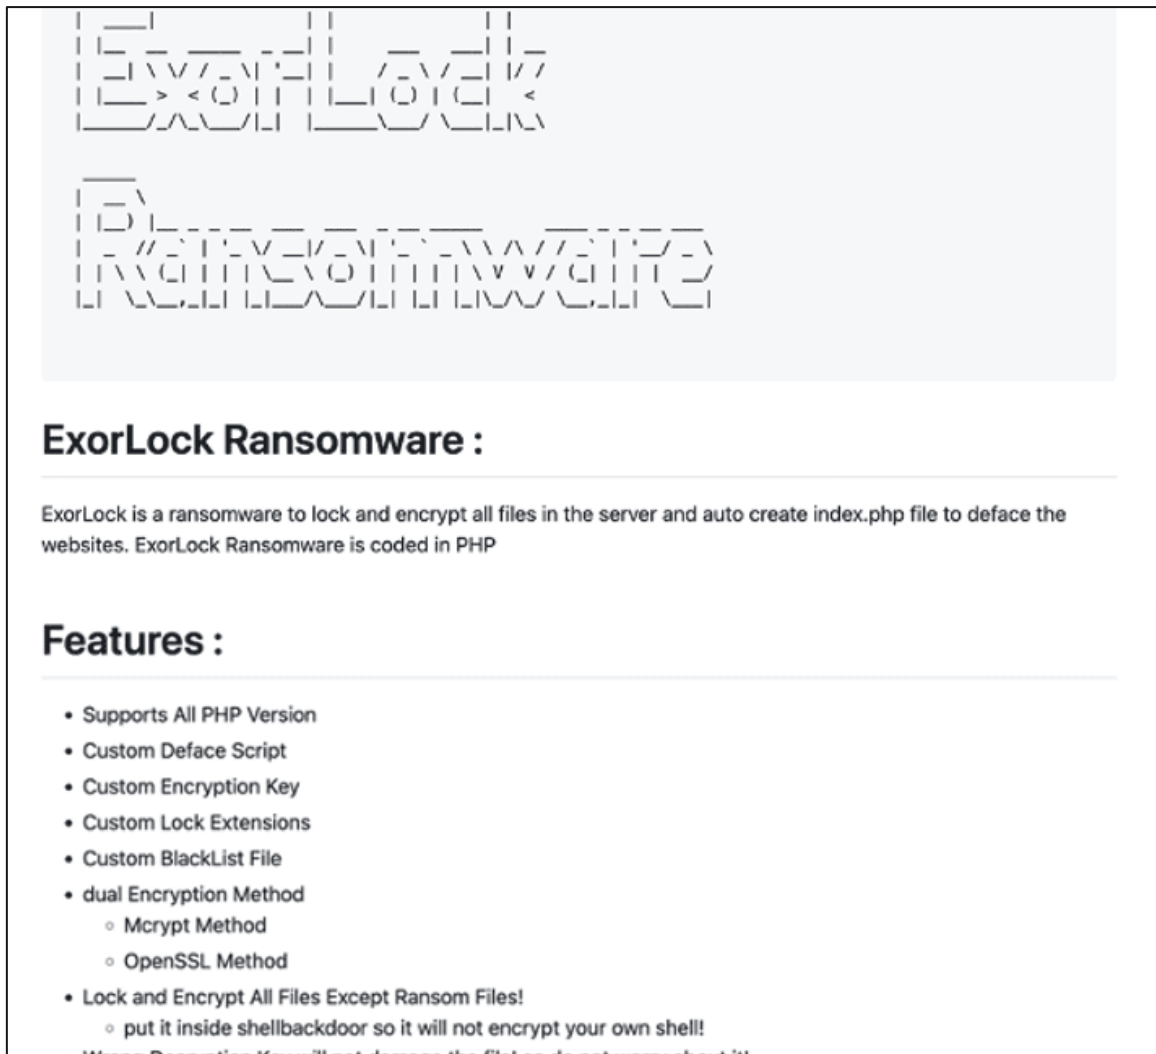 ExorLock
Ransomware
ExorLock Ransomware :
ExorLock is a ransomware to lock and encrypt all files in the server and auto create index.php file to deface the
websites. ExorLock Ransomware is coded in PHP
Features :
• Supports All PHP Version
• Custom Deface Script
• Custom Encryption Key
• Custom Lock Extensions
• Custom BlackList File
• dual Encryption Method
◦ Mcrypt Method
◦ OpenSSL Method
• Lock and Encrypt All Files Except Ransom Files!
◦ put it inside shellbackdoor so it will not encrypt your own shell!